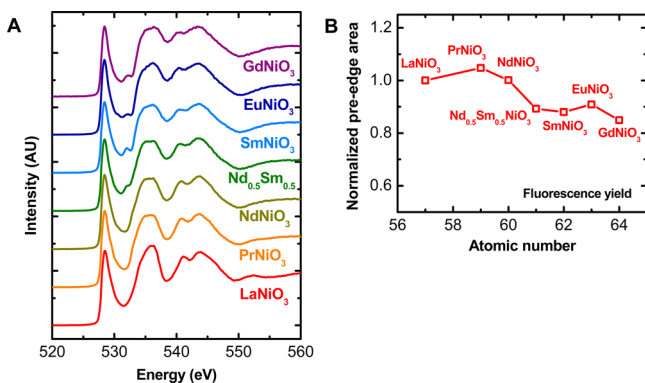 A
Intensity (AU)
GdNiO3
EuNiO3
SmNiO3
Nd0.5Sm0.5
NdNiO3
PrNiO3
LaNiO3
520 530 540 550 560
Energy (eV)
B
Normalized pre-edge area
1.2
1.0
0.8
0.6
PrNiO3
LaNiO3
NdNiO3
EuNiO3
Nd0.5Sm0.5NiO3
SmNiO3
GdNiO3
Fluorescence yield
56 58 60 62 64
Atomic number